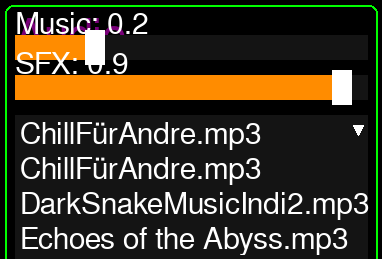 Music: 0.2
SFX: 0.9
ChillFürAndre.mp3
ChillFürAndre.mp3
DarkSnakeMusicIndi2.mp3
Echoes of the Abyss.mp3